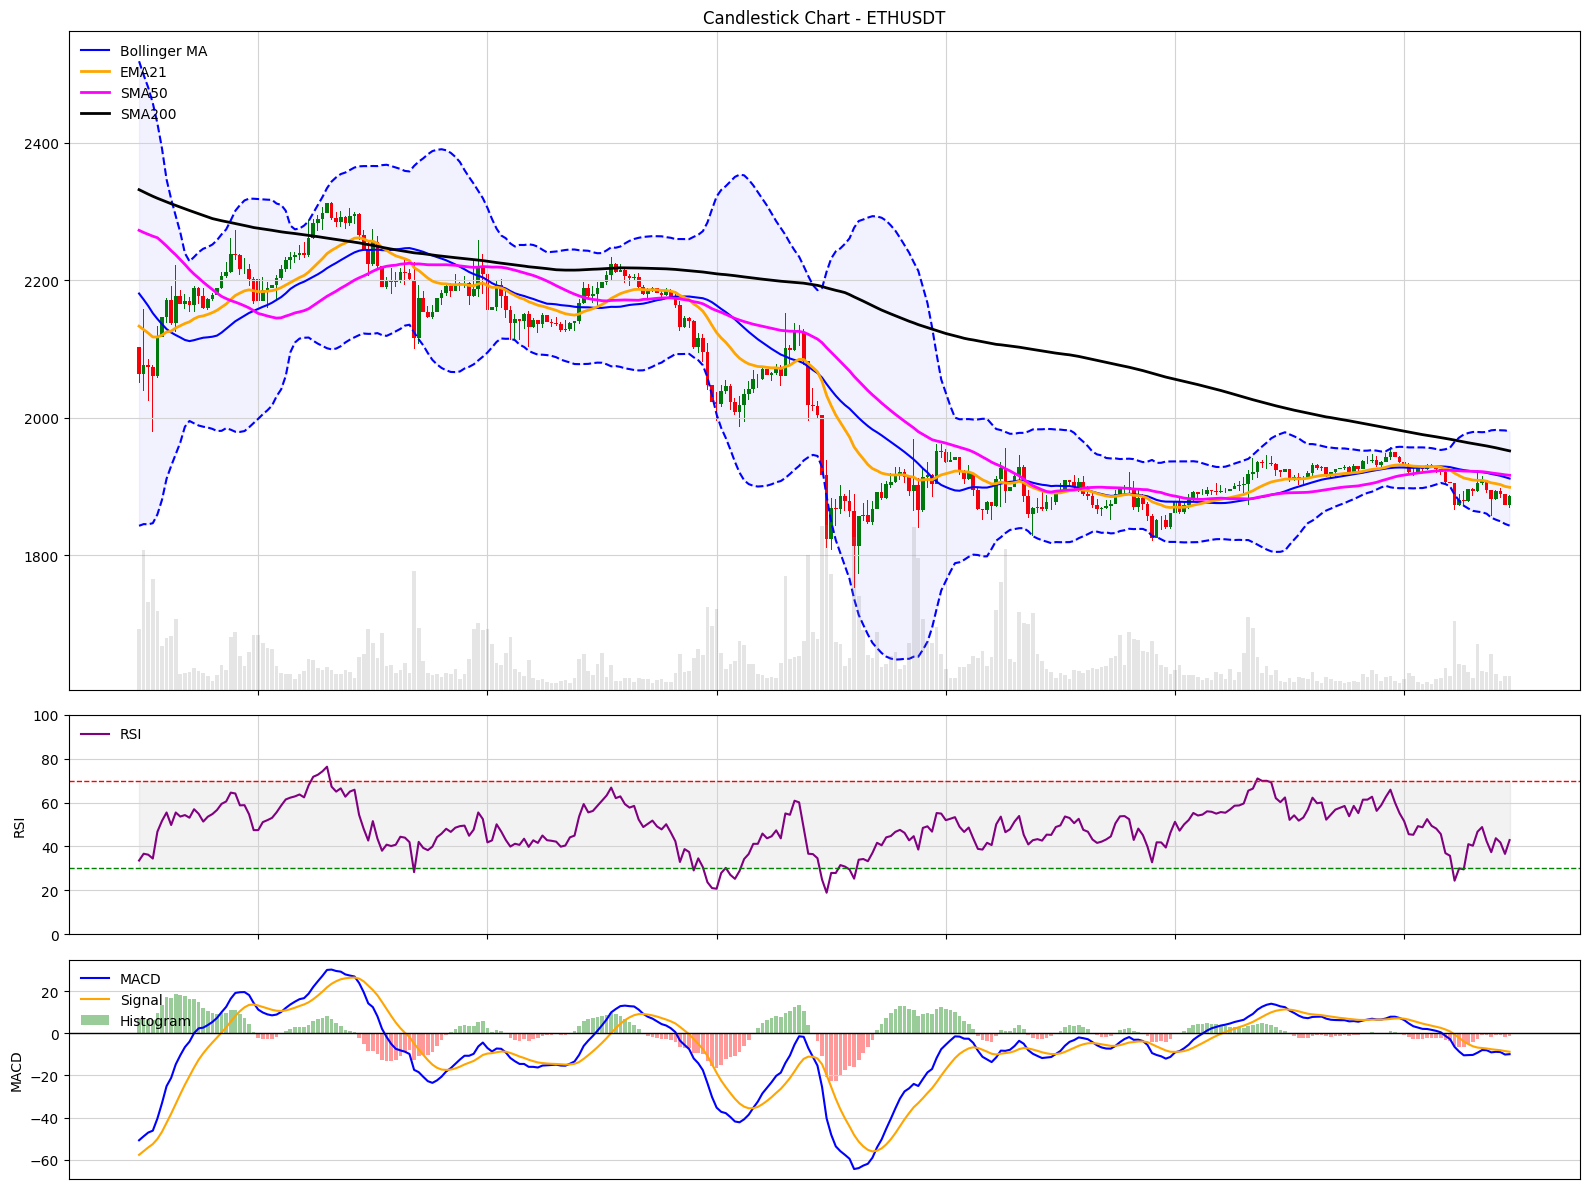 Candlestick Chart - ETHUSDT
Bollinger MA
EMA21
SMA50
SMA200
2400
2200
2000
1800
100
80
60
40
20
0
RSI
RSI
20
0
−20
−40
−60
MACD
MACD
Signal
Histogram